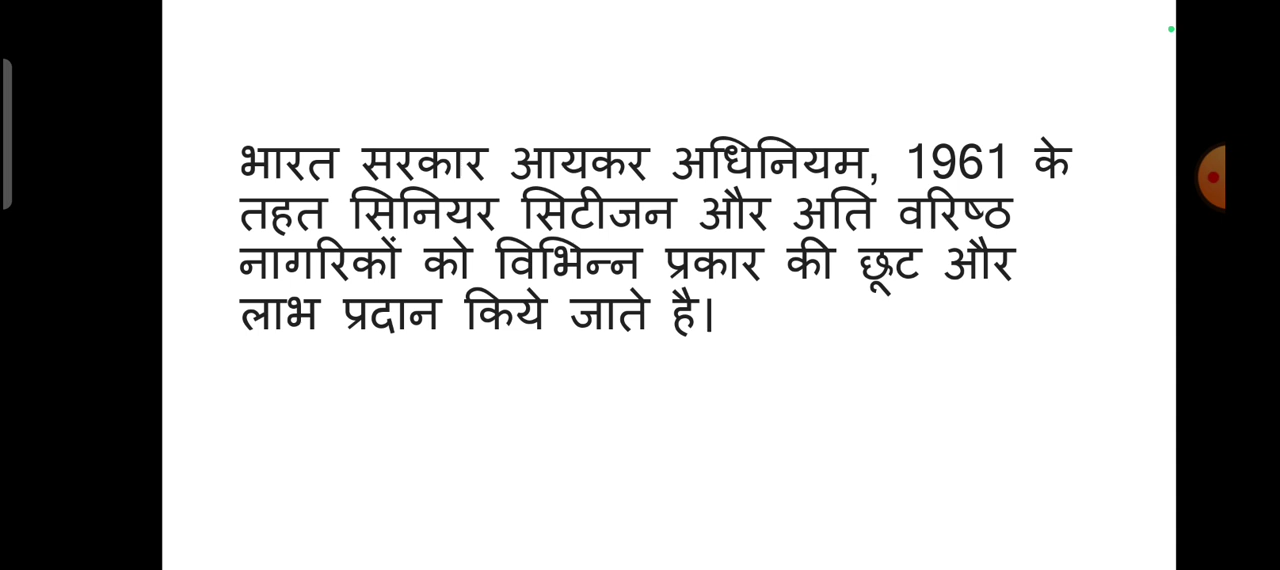 भारत सरकार आयकर अधिनियम, 1961 के
तहत सिनियर सिटीजन और अति वरिष्ठ
नागरिकों को विभिन्न प्रकार की छूट और
लाभ प्रदान किये जाते है।